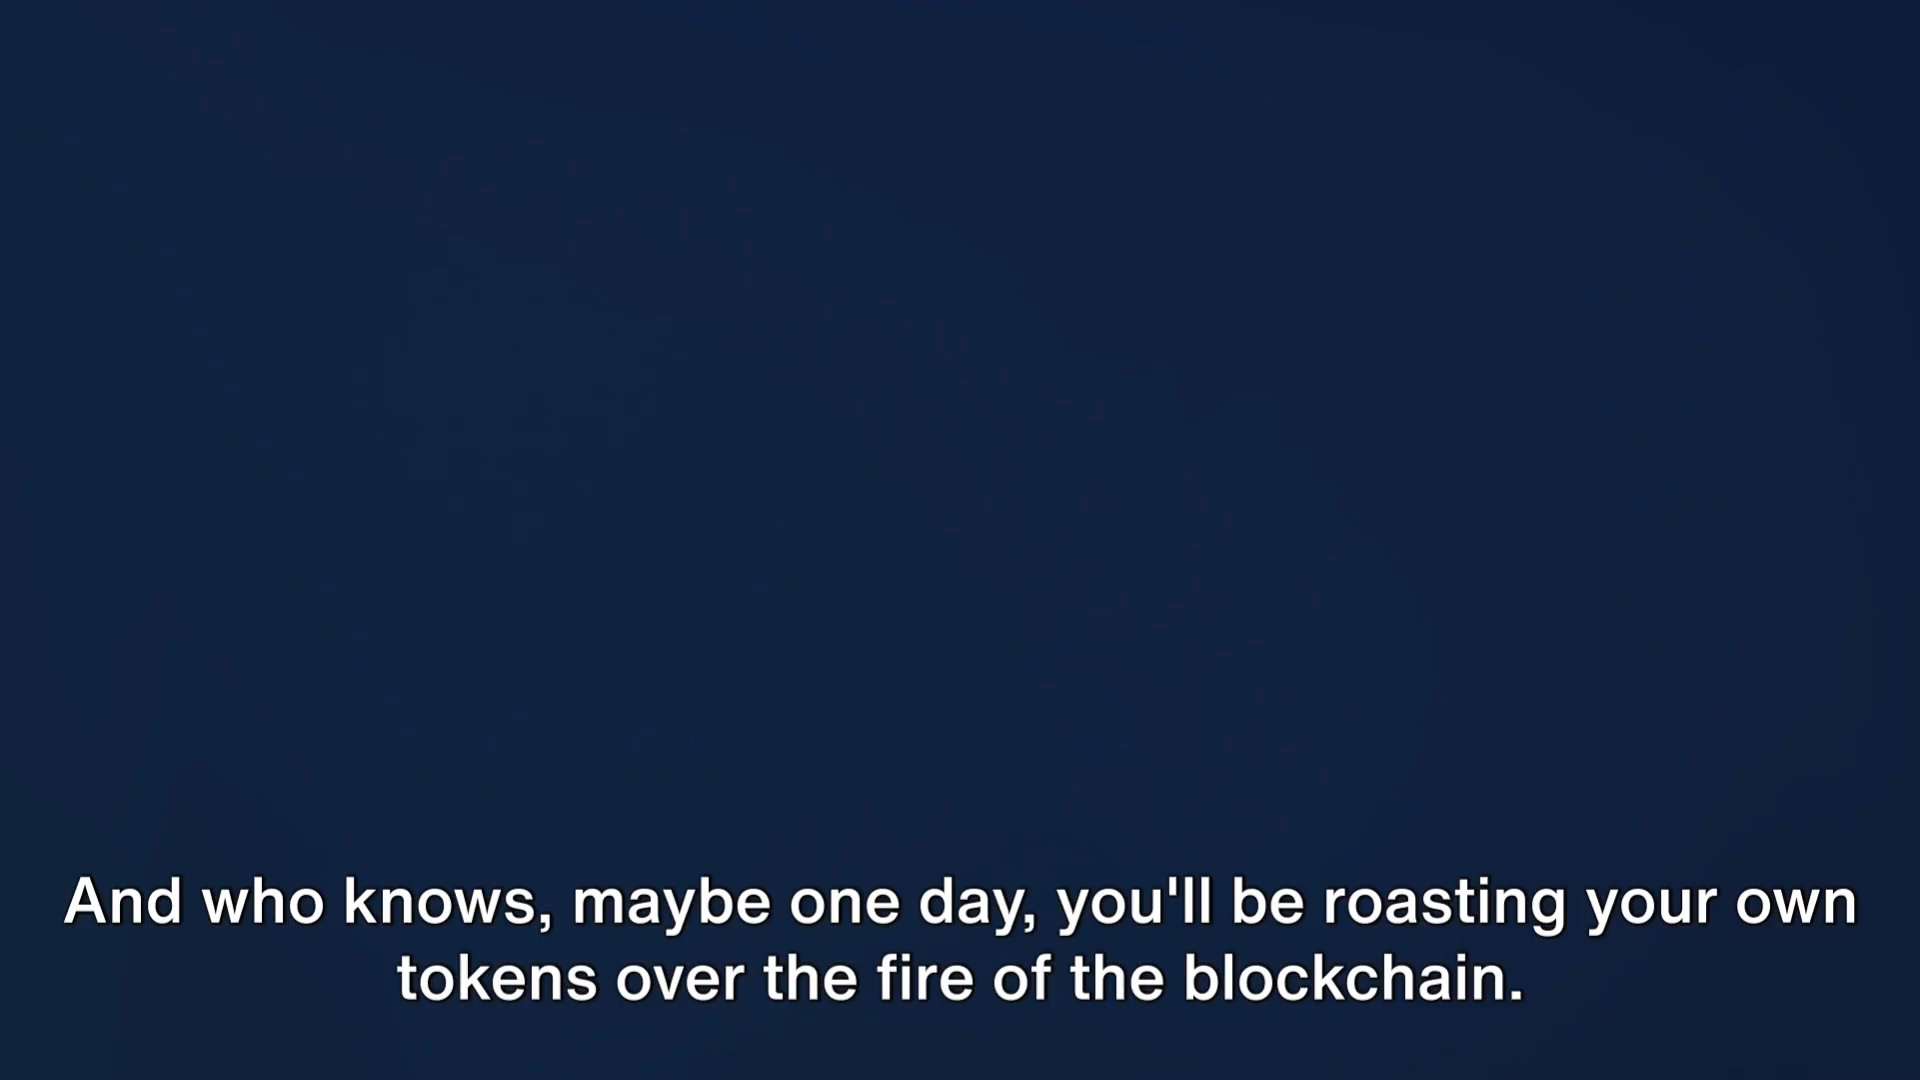 And who knows, maybe one day, you'll be roasting your own
tokens over the fire of the blockchain.